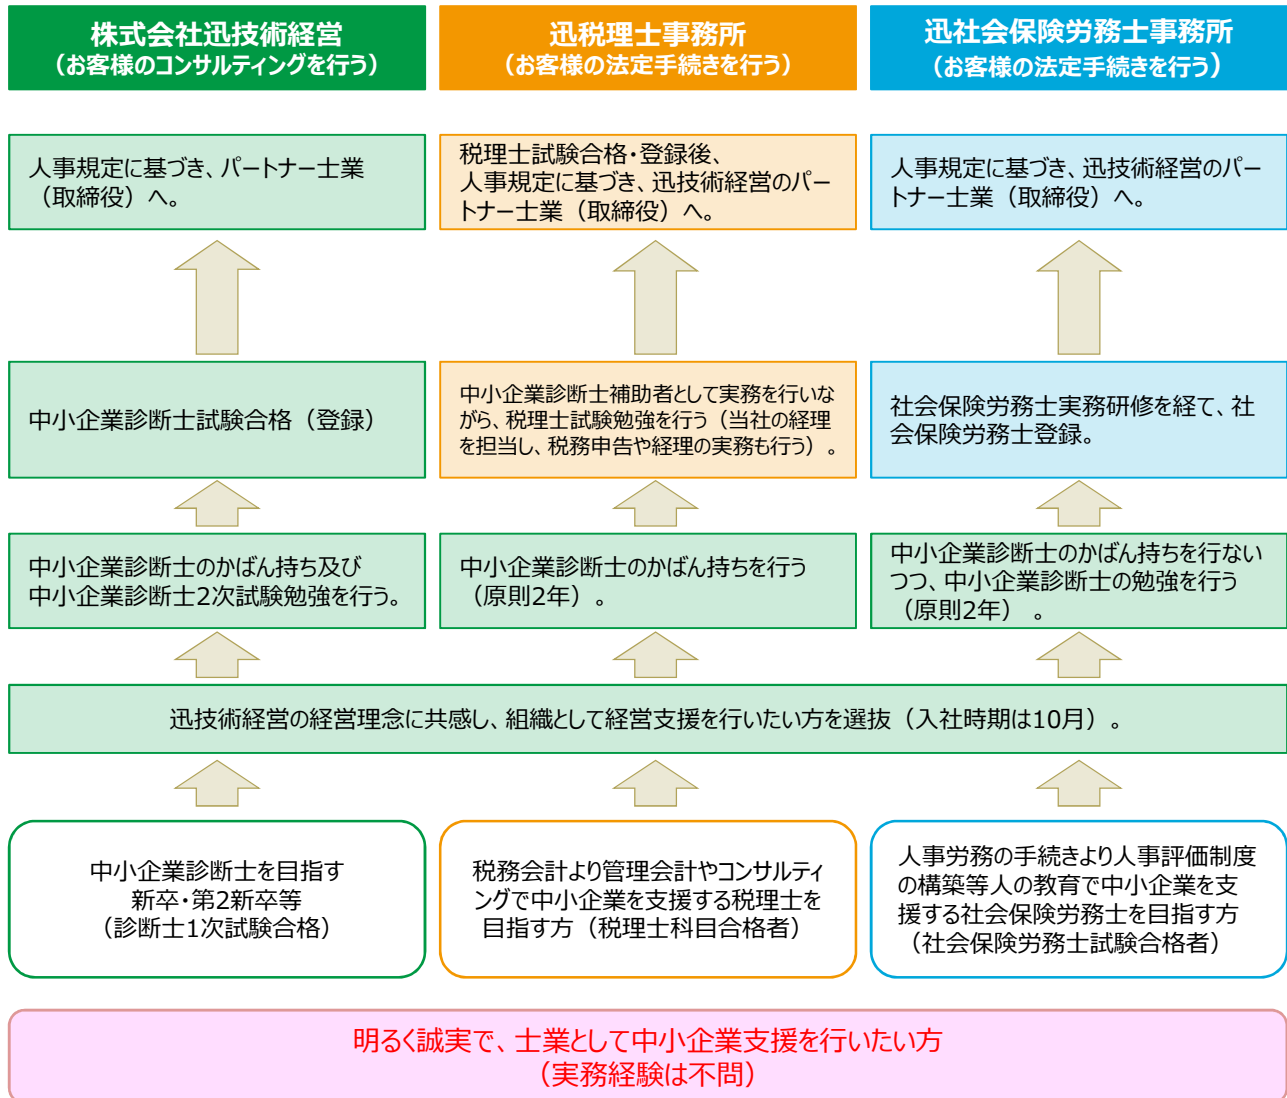 株式会社迅技術経営
（お客様のコンサルティングを行う）
迅税理士事務所
（お客様の法定手続きを行う）
迅社会保険労務士事務所
（お客様の法定手続きを行う）
人事規定に基づき、パートナー士業
（取締役）へ。
税理士試験合格・登録後、
人事規定に基づき、迅技術経営のパー
トナー士業（取締役）へ。
人事規定に基づき、迅技術経営のパー
トナー士業（取締役）へ。
中小企業診断士試験合格（登録）
中小企業診断士補助者として実務を行いな
がら、税理士試験勉強を行う（当社の経理
を担当し、税務申告や経理の実務も行う）。
社会保険労務士実務研修を経て、社
会保険労務士登録。
中小企業診断士のかばん持ち及び
中小企業診断士2次試験勉強を行う。
中小企業診断士のかばん持ちを行う
（原則2年）。
中小企業診断士のかばん持ちを行ない
つつ、中小企業診断士の勉強を行う
（原則2年）。
迅技術経営の経営理念に共感し、組織として経営支援を行いたい方を選抜（入社時期は10月）。
中小企業診断士を目指す
新卒・第2新卒等
（診断士1次試験合格）
税務会計より管理会計やコンサルティ
ングで中小企業を支援する税理士を
目指す方（税理士科目合格者）
人事労務の手続きより人事評価制度
の構築等人の教育で中小企業を支
援する社会保険労務士を目指す方
（社会保険労務士試験合格者）
明るく誠実で、士業として中小企業支援を行いたい方
（実務経験は不問）